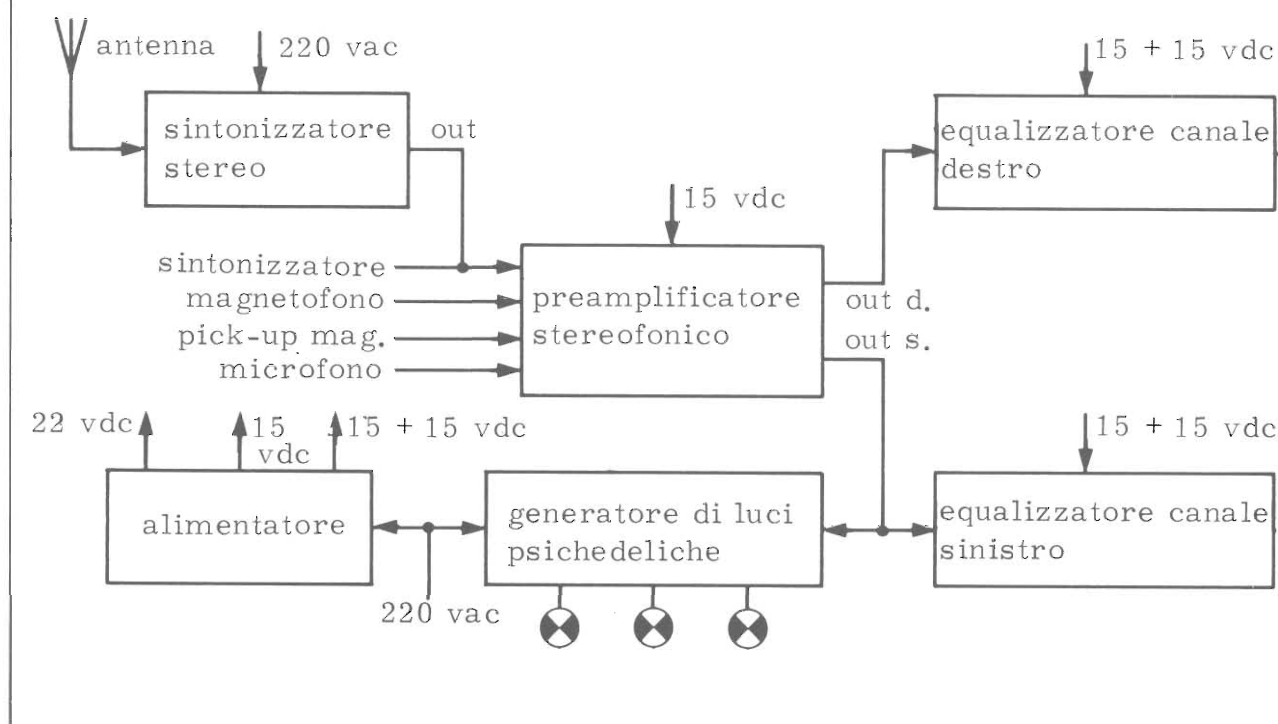 antenna
220 vac
15 + 15 vdc
sintonizzatore
stereo
out
equalizzatore canale
destro
15 vdc
sintonizzatore
magnetofono
pick-up mag.
microfono
preamplificatore
stereofonico
out d.
out s.
22 vdc
15
vdc
15 + 15 vdc
15 + 15 vdc
alimentatore
generatore di luci
psichedeliche
equalizzatore canale
sinistro
220 vac